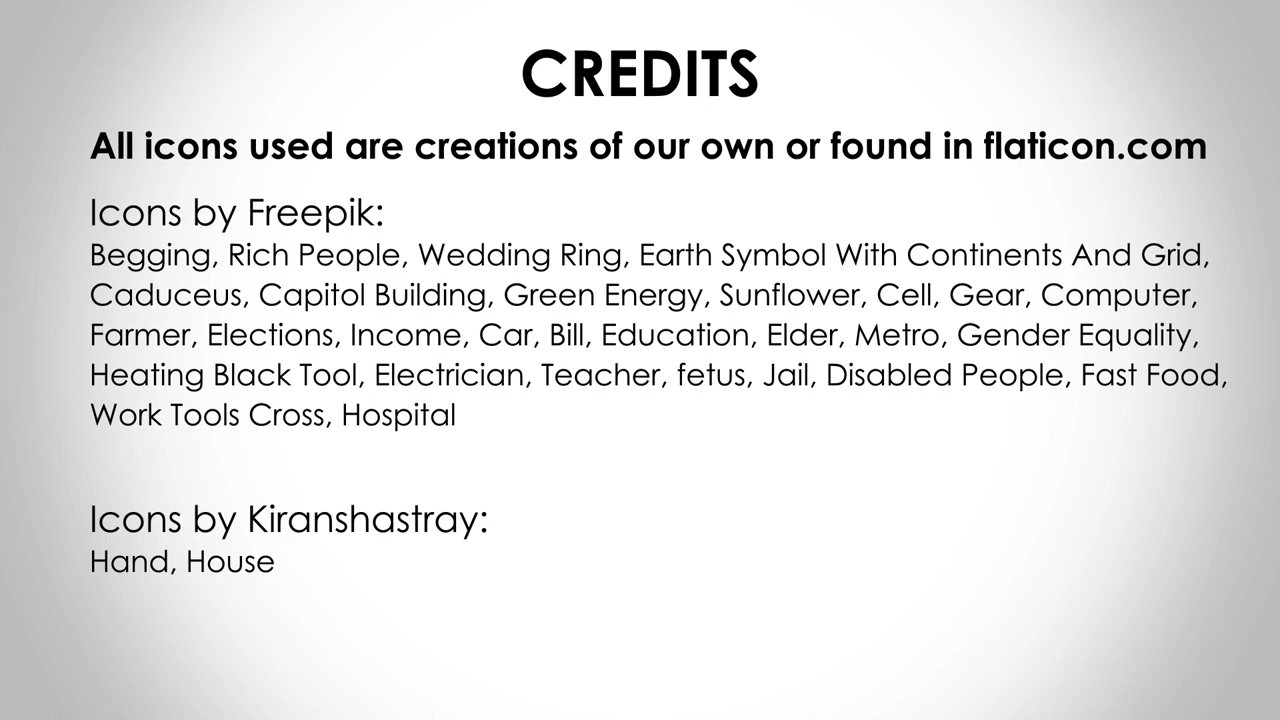 CREDITS
All icons used are creations of our own or found in flaticon.com
Icons by Freepik:
Begging, Rich People, Wedding Ring, Earth Symbol With Continents And Grid,
Caduceus, Capitol Building, Green Energy, Sunflower, Cell, Gear, Computer,
Farmer, Elections, Income, Car, Bill, Education, Elder, Metro, Gender Equality,
Heating Black Tool, Electrician, Teacher, fetus, Jail, Disabled People, Fast Food,
Work Tools Cross, Hospital
Icons by Kiranshastray:
Hand, House